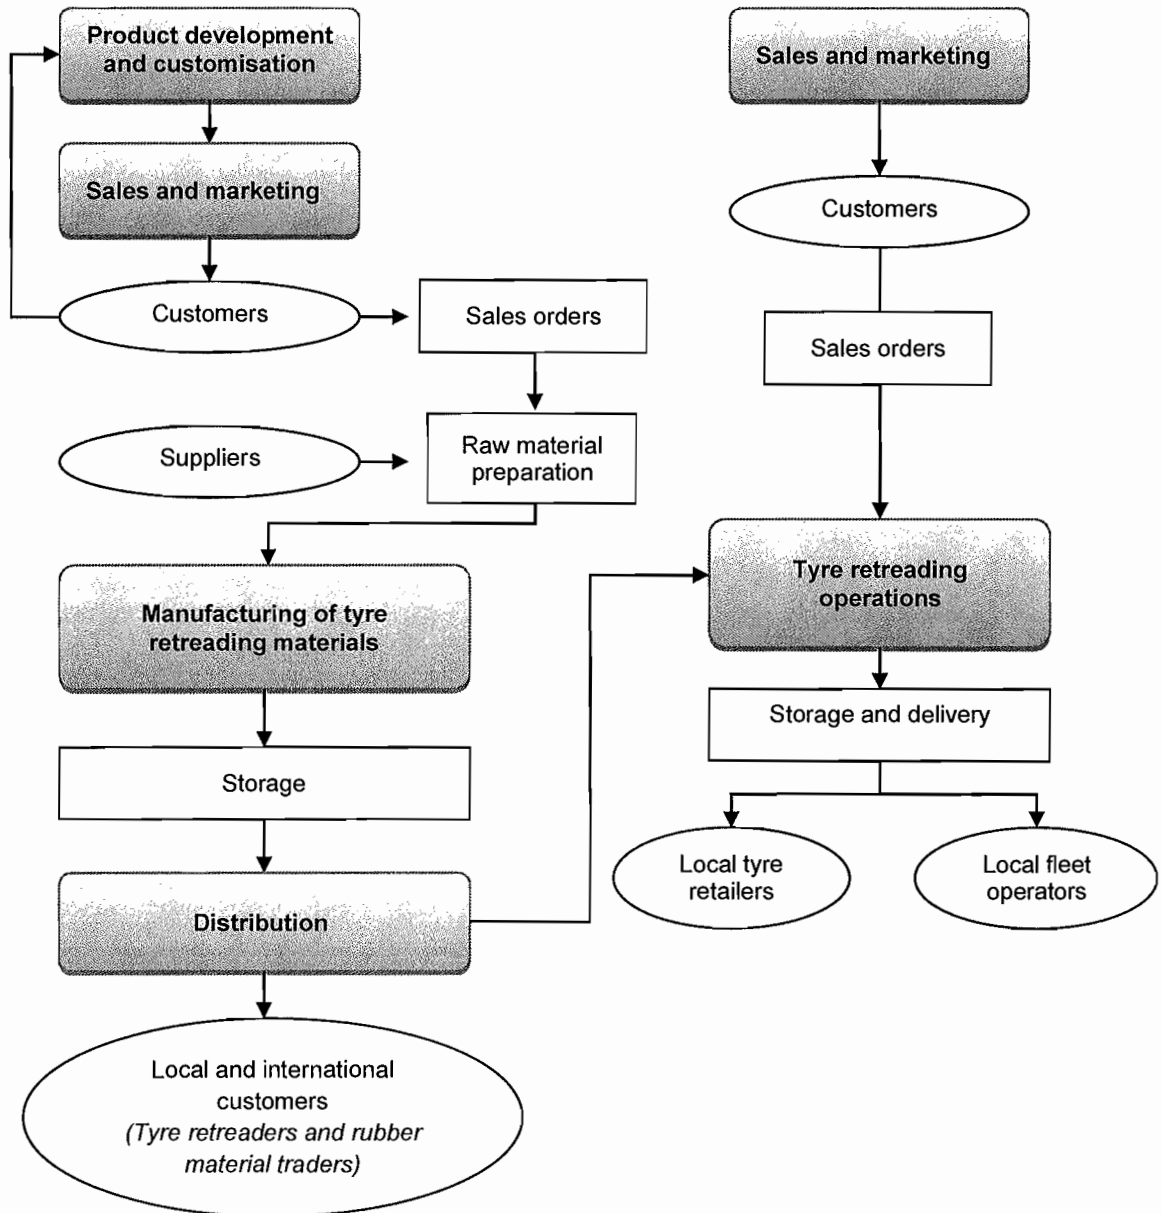 Product development
and customisation
Sales and marketing
Customers
Sales orders
Suppliers
Raw material
preparation
Manufacturing of tyre
retreading materials
Storage
Distribution
Local and international
customers
(Tyre retreaders and rubber
material traders)
Sales and marketing
Customers
Sales orders
Tyre retreading
operations
Storage and delivery
Local tyre
retailers
Local fleet
operators